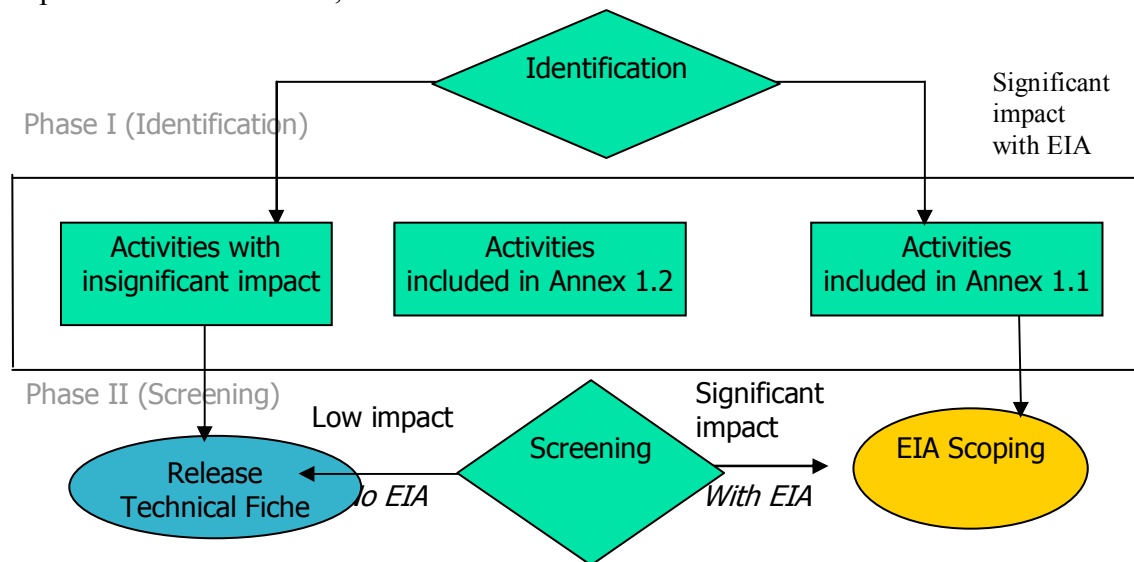 Identification
Significant
impact
with EIA
Phase I (Identification)
Activities with
insignificant impact
Activities
included in Annex 1.2
Activities
included in Annex 1.1
Phase II (Screening)
Low impact
Significant
impact
Screening
EIA Scoping
Release
Technical Fiche
No EIA
With EIA